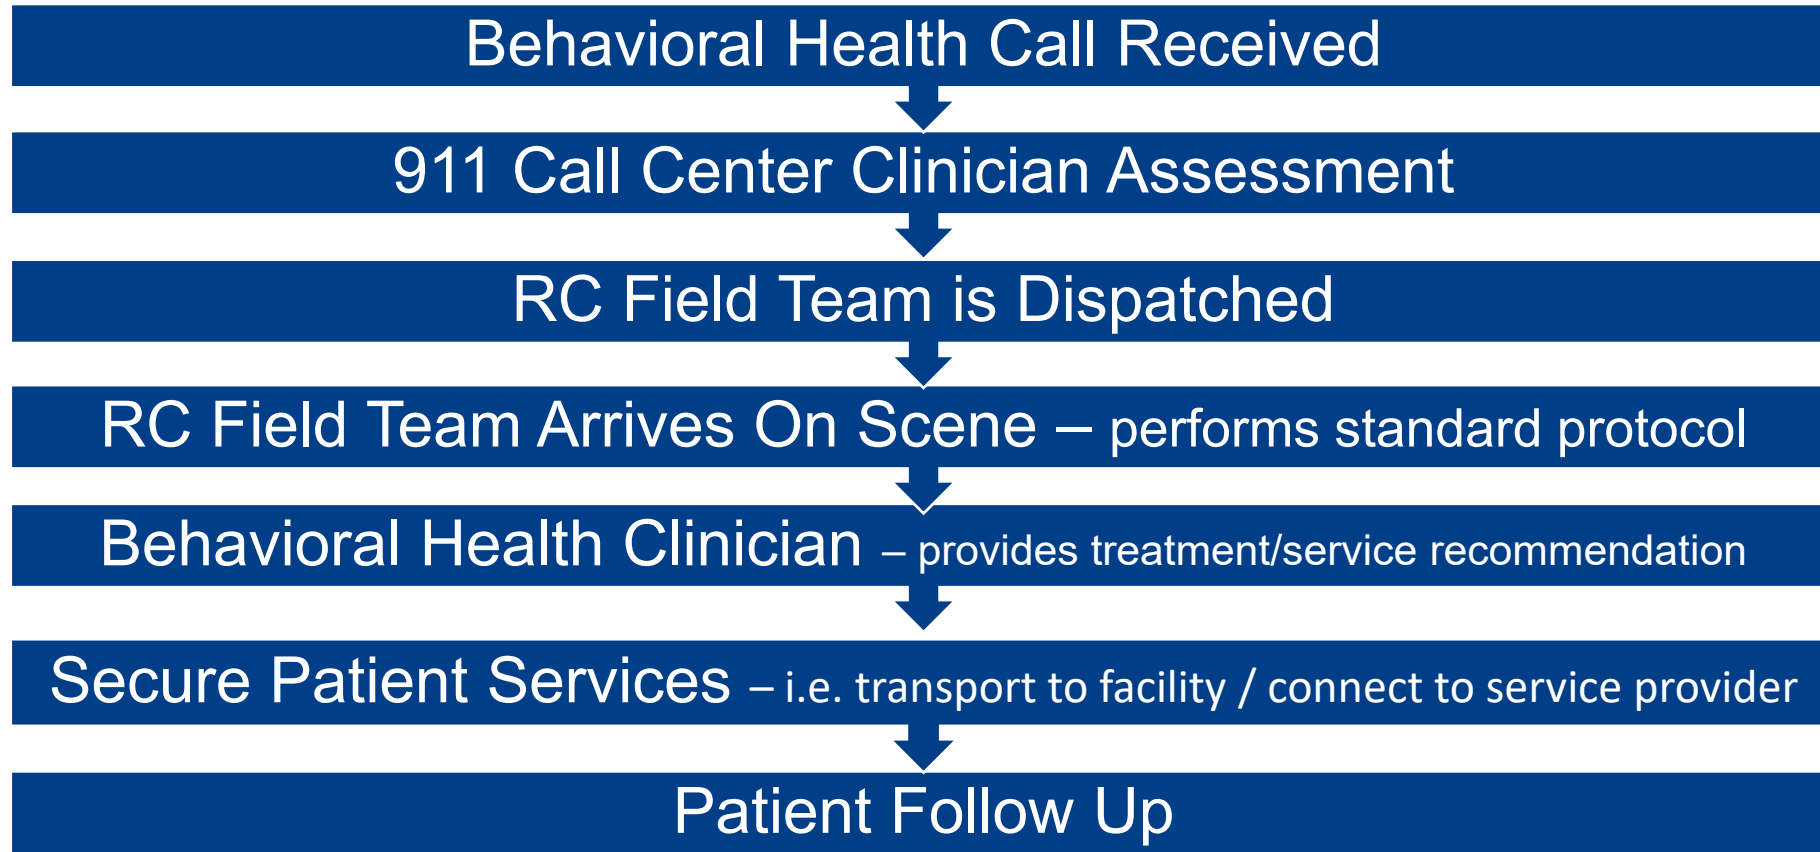 Behavioral Health Call Received
911 Call Center Clinician Assessment
RC Field Team is Dispatched
RC Field Team Arrives On Scene – performs standard protocol
Behavioral Health Clinician – provides treatment/service recommendation
Secure Patient Services – i.e. transport to facility / connect to service provider
Patient Follow Up